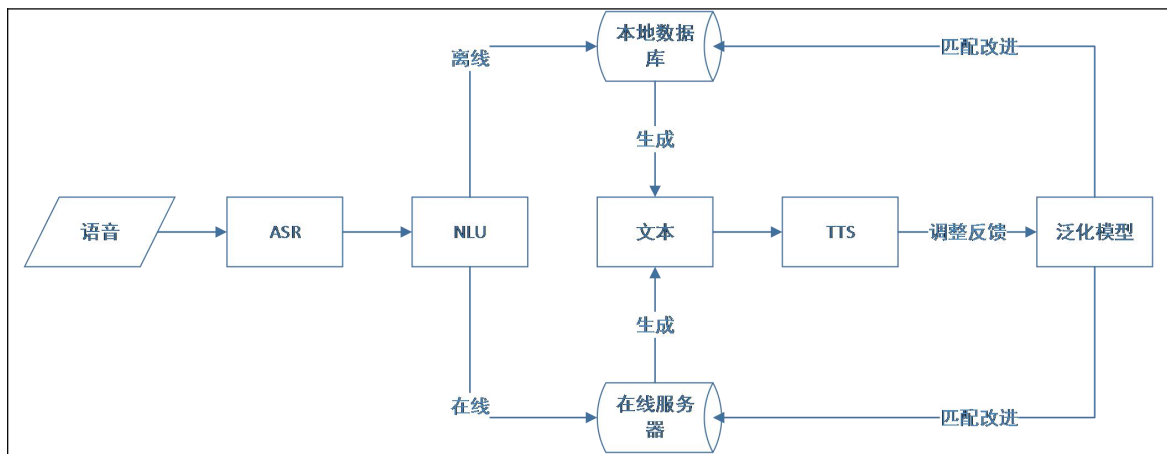 本地数据
库
离线
匹配改进
生成
语音
ASR
NLU
文本
TTS
调整反馈
泛化模型
生成
在线
在线服务
器
匹配改进